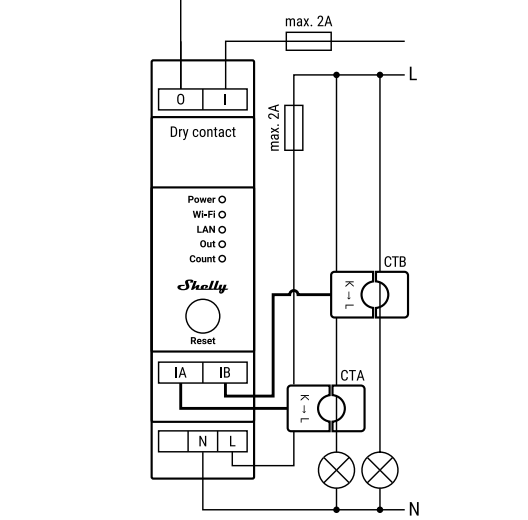 max. 2A
L
O I
max. 2A
Dry contact
Power
Wi-Fi
LAN
Out
Count
CTB
K → L
Shelly
Reset
IA IB
CTA
K → L
N L
N